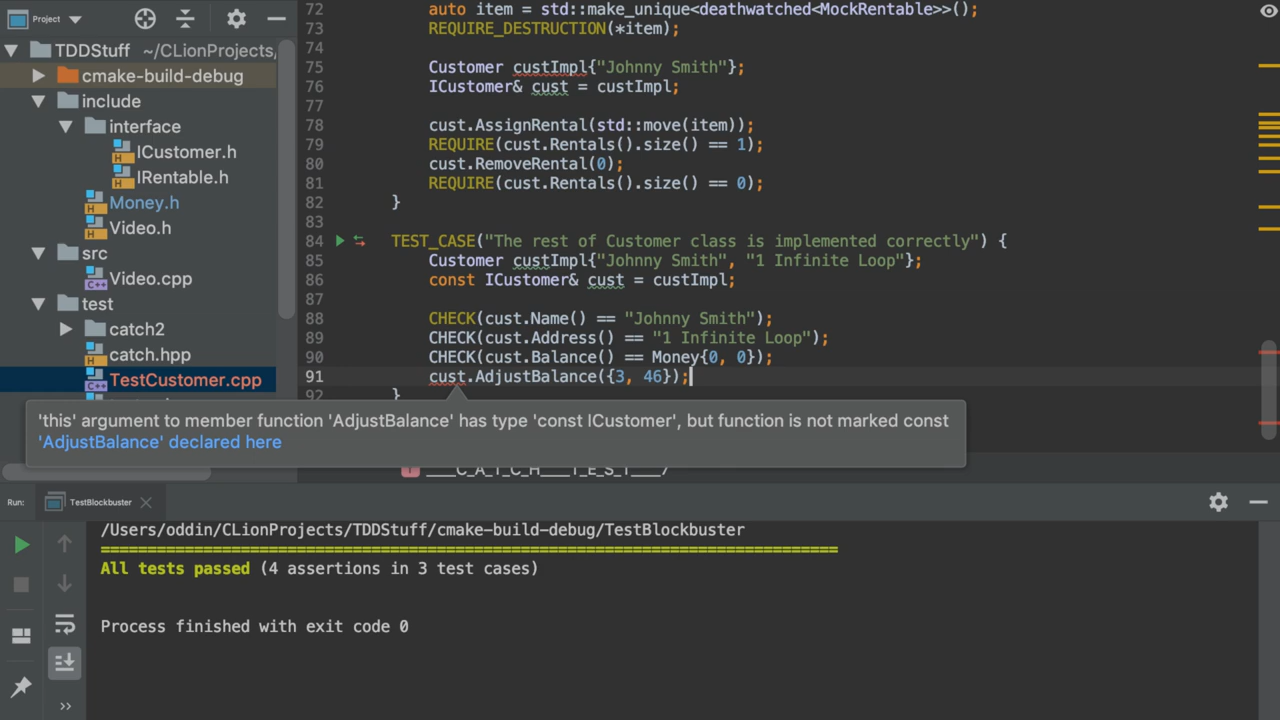 Project
TDDStuff ~/CLionProjects/
cmake-build-debug
include
interface
ICustomer.h
IRentable.h
Money.h
Video.h
src
Video.cpp
test
catch2
catch.hpp
TestCustomer.cpp
72 auto item = std::make_unique<deathwatched<MockRentable>>();
73 REQUIRE_DESTRUCTION(*item);
74
75 Customer custImpl{"Johnny Smith"};
76 ICustomer& cust = custImpl;
77
78 cust.AssignRental(std::move(item));
79 REQUIRE(cust.Rentals().size() == 1);
80 cust.RemoveRental(0);
81 REQUIRE(cust.Rentals().size() == 0);
82 }
83
84 TEST_CASE("The rest of Customer class is implemented correctly") {
85 Customer custImpl{"Johnny Smith", "1 Infinite Loop"};
86 const ICustomer& cust = custImpl;
87
88 CHECK(cust.Name() == "Johnny Smith");
89 CHECK(cust.Address() == "1 Infinite Loop");
90 CHECK(cust.Balance() == Money{0, 0});
91 cust.AdjustBalance({3, 46});
92 }
'this' argument to member function 'AdjustBalance' has type 'const ICustomer', but function is not marked const
'AdjustBalance' declared here
Run: TestBlockbuster
/Users/oddin/CLionProjects/TDDStuff/cmake-build-debug/TestBlockbuster
===============================================================================
All tests passed (4 assertions in 3 test cases)
Process finished with exit code 0